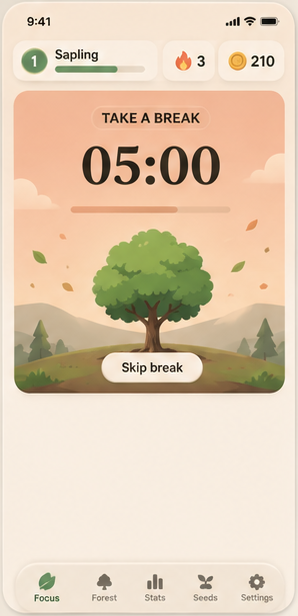 9:41
1
Sapling
3
210
TAKE A BREAK
05:00
Skip break
Focus
Forest
Stats
Seeds
Settings